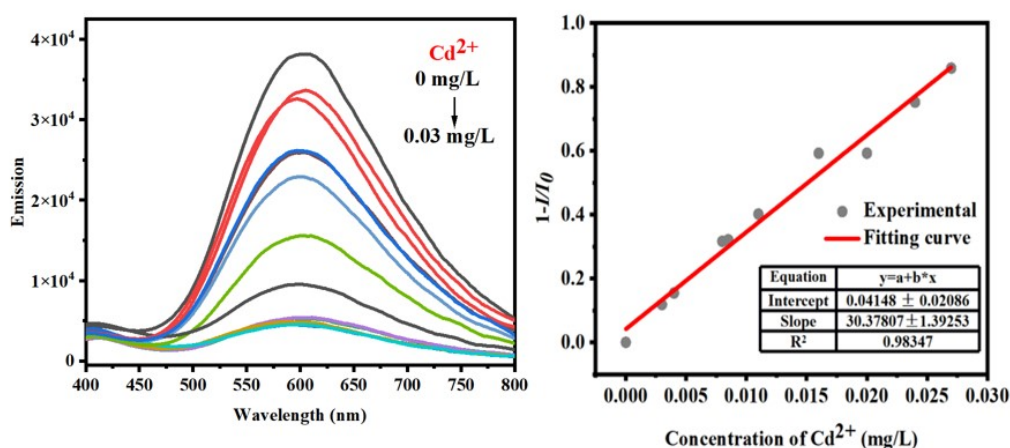 4×10⁴
3×10⁴
2×10⁴
1×10⁴
0
Emission
Cd²⁺
0 mg/L
0.03 mg/L
400 450 500 550 600 650 700 750 800
Wavelength (nm)
1.0
0.8
0.6
0.4
0.2
0.0
1-I/I₀
Experimental
Fitting curve
Equation y=a+b*x
Intercept 0.04148 ± 0.02086
Slope 30.37807±1.39253
R² 0.98347
0.000 0.005 0.010 0.015 0.020 0.025 0.030
Concentration of Cd²⁺ (mg/L)